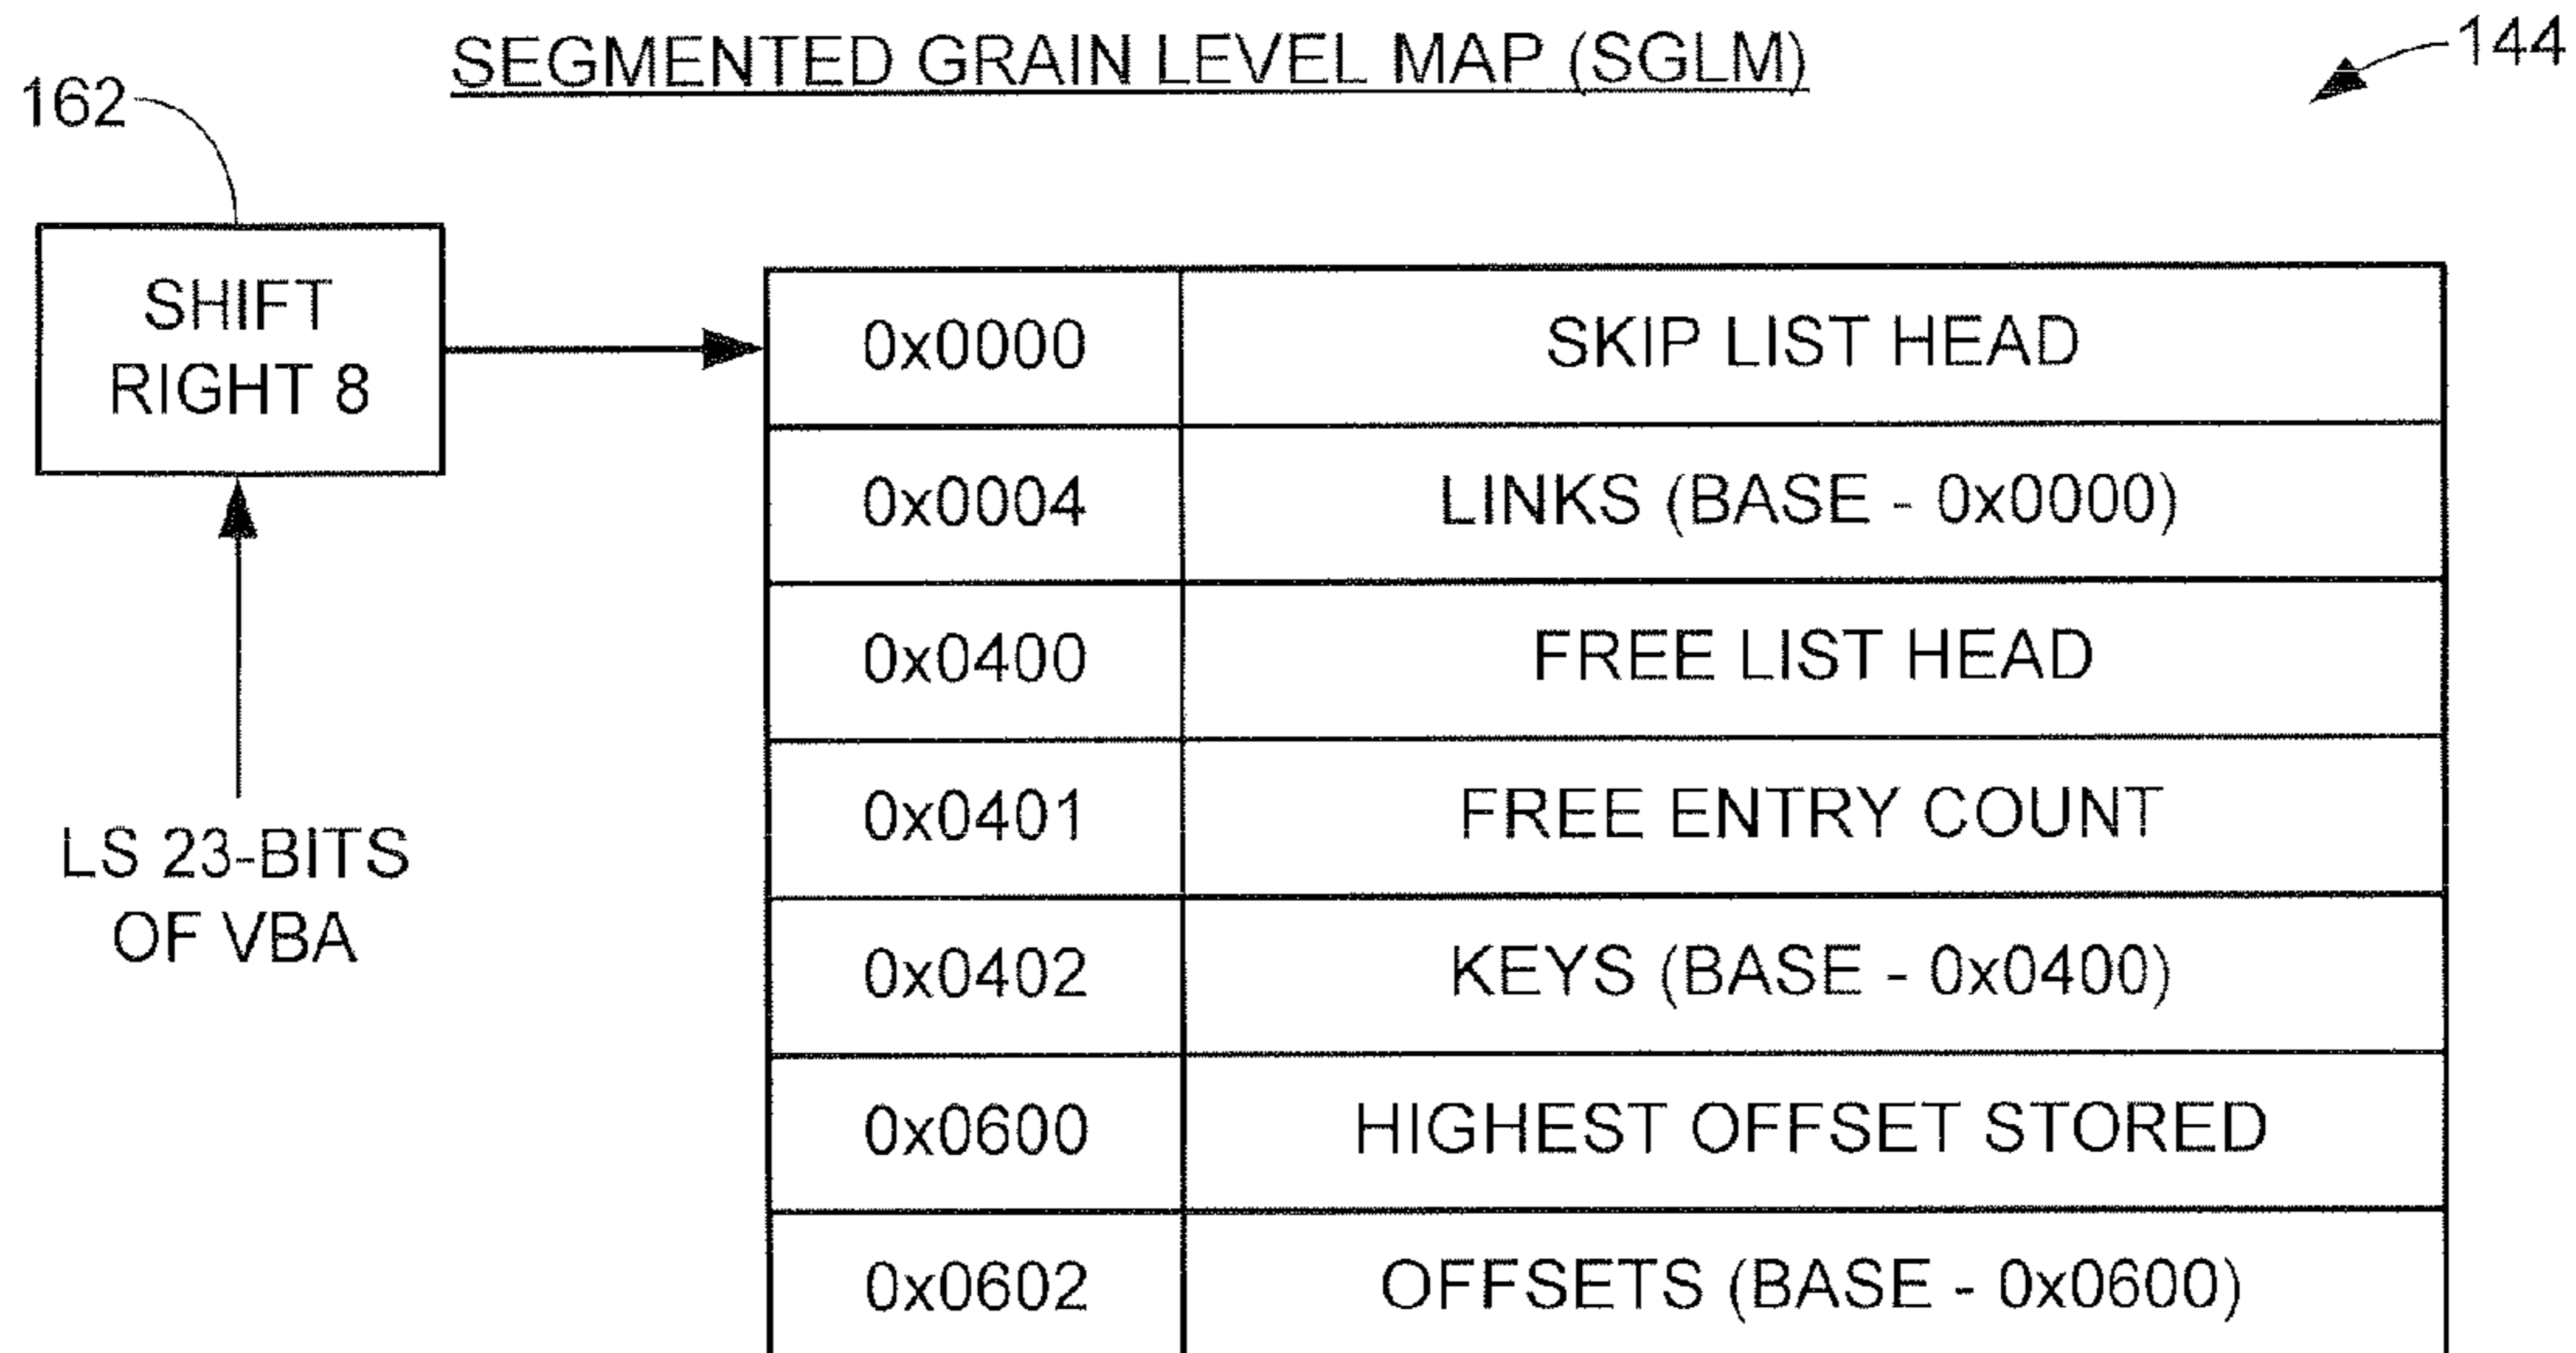 SEGMENTED GRAIN LEVEL MAP (SGLM)
144
162
SHIFT
RIGHT 8
LS 23-BITS
OF VBA
0x0000 SKIP LIST HEAD
0x0004 LINKS (BASE - 0x0000)
0x0400 FREE LIST HEAD
0x0401 FREE ENTRY COUNT
0x0402 KEYS (BASE - 0x0400)
0x0600 HIGHEST OFFSET STORED
0x0602 OFFSETS (BASE - 0x0600)